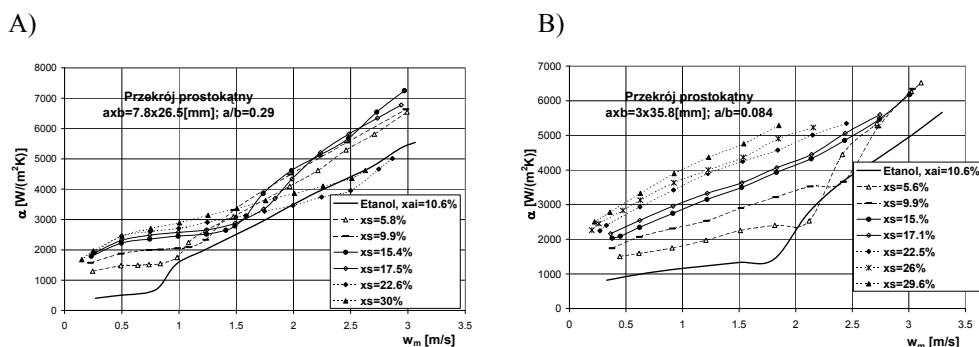 A)
B)
8000
7000
6000
5000
4000
3000
2000
1000
0
α [W/(m²K)]
Przekrój prostokątny
axb=7.8x26.5[mm]; a/b=0.29
Etanol, xai=10.6%
xs=5.8%
xs=9.9%
xs=15.4%
xs=17.5%
xs=22.6%
xs=30%
0 0.5 1 1.5 2 2.5 3 3.5
wm [m/s]
7000
6000
5000
4000
3000
2000
1000
0
α [W/(m²K)]
Przekrój prostokątny
axb=3x35.8[mm]; a/b=0.084
Etanol, xai=10.6%
xs=5.6%
xs=9.9%
xs=15.%
xs=17.1%
xs=22.5%
xs=26%
xs=29.6%
0 0.5 1 1.5 2 2.5 3 3.5
wm [m/s]